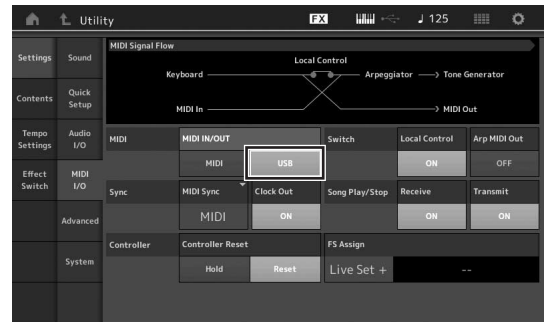 Utility FX ♩ 125
MIDI Signal Flow
Local Control
Keyboard Arpeggiator Tone Generator
MIDI In MIDI Out
Settings
Contents
Tempo Settings
Effect Switch
Sound
Quick Setup
Audio I/O
MIDI I/O
Advanced
System
MIDI MIDI IN/OUT Switch Local Control Arp MIDI Out
MIDI USB ON OFF
Sync MIDI Sync Clock Out Song Play/Stop Receive Transmit
MIDI ON ON ON
Controller Controller Reset FS Assign
Hold Reset Live Set + --